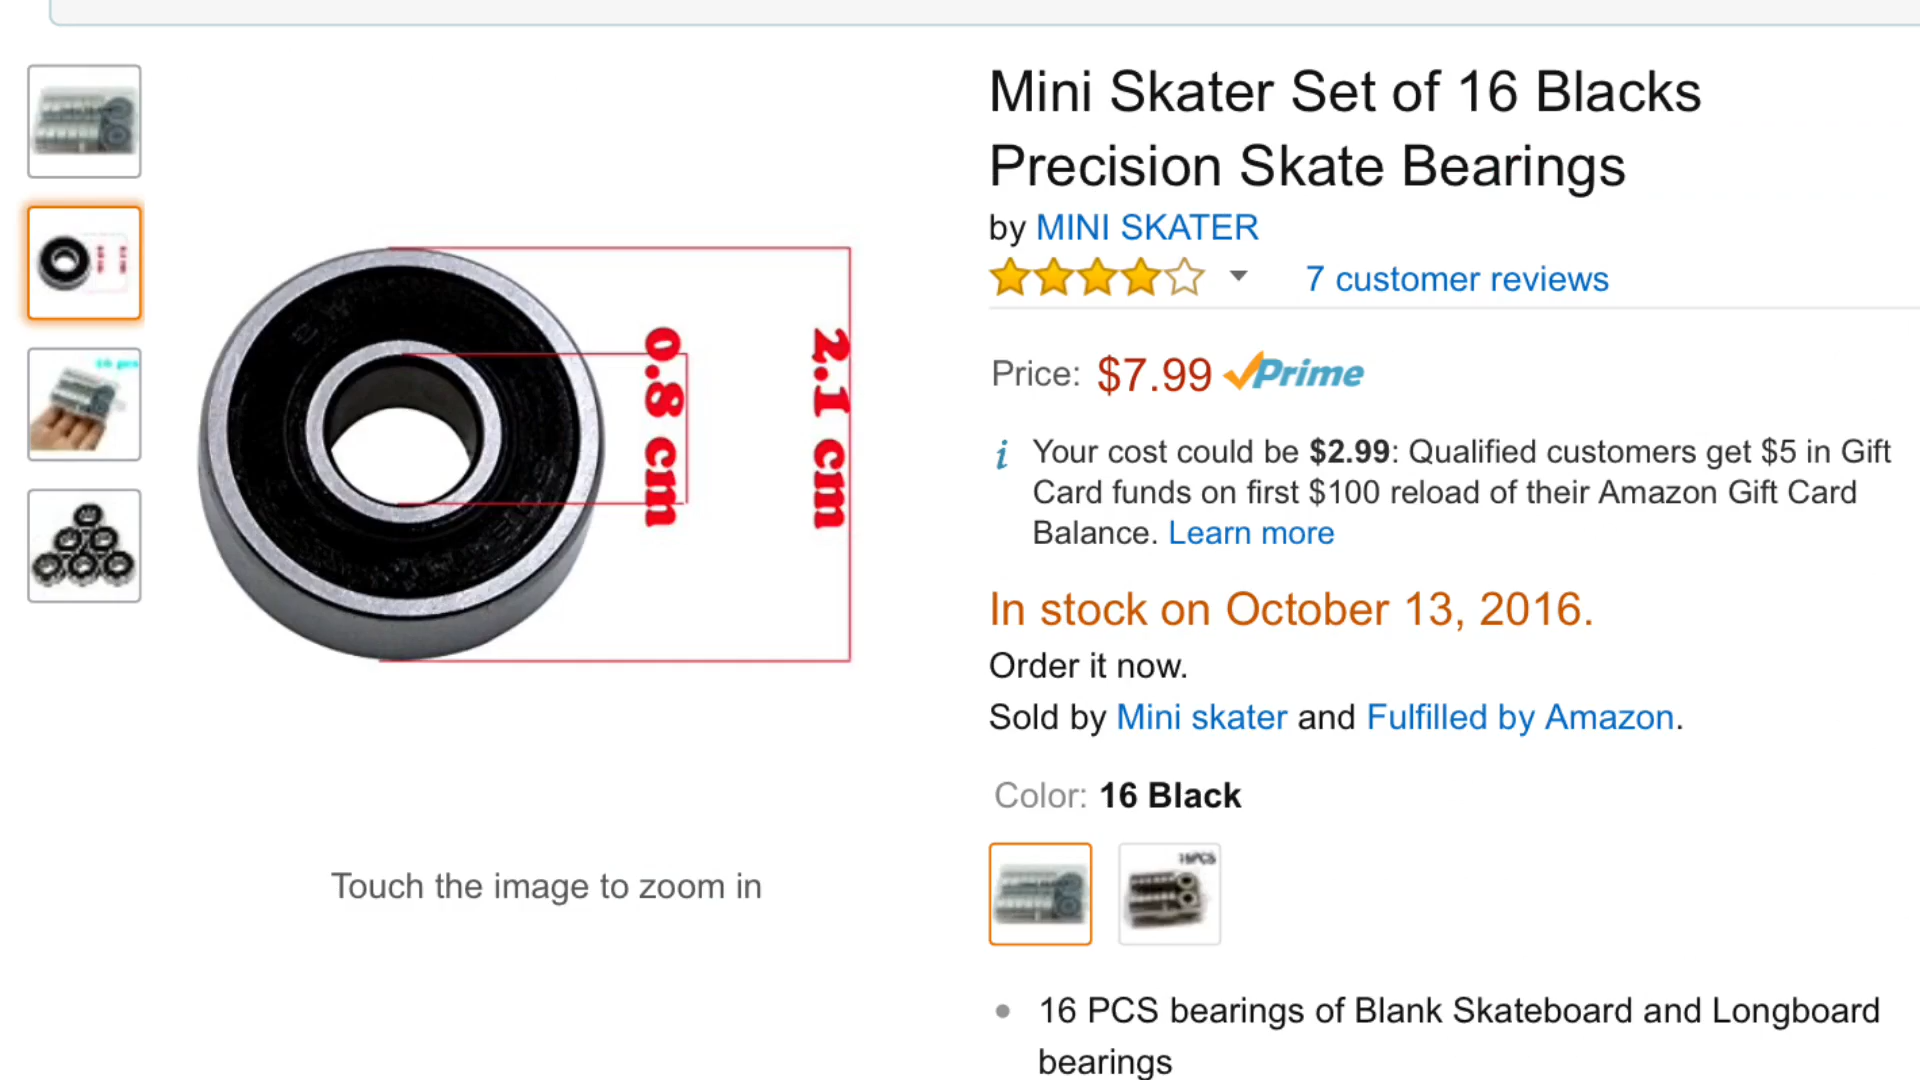 Mini Skater Set of 16 Blacks
Precision Skate Bearings
by MINI SKATER
7 customer reviews
Price: $7.99 Prime
i Your cost could be $2.99: Qualified customers get $5 in Gift
Card funds on first $100 reload of their Amazon Gift Card
Balance. Learn more
In stock on October 13, 2016.
Order it now.
Sold by Mini skater and Fulfilled by Amazon.
Color: 16 Black
16PCS
16 PCS bearings of Blank Skateboard and Longboard
bearings
0.8 cm
2.1 cm
16 pcs
Touch the image to zoom in